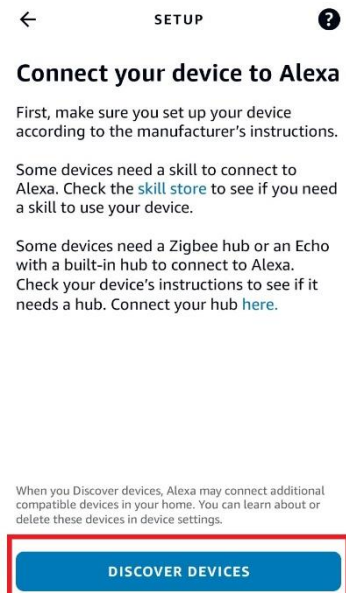 SETUP
Connect your device to Alexa
First, make sure you set up your device
according to the manufacturer's instructions.
Some devices need a skill to connect to
Alexa. Check the skill store to see if you need
a skill to use your device.
Some devices need a Zigbee hub or an Echo
with a built-in hub to connect to Alexa.
Check your device's instructions to see if it
needs a hub. Connect your hub here.
When you Discover devices, Alexa may connect additional
compatible devices in your home. You can learn about or
delete these devices in device settings.
DISCOVER DEVICES